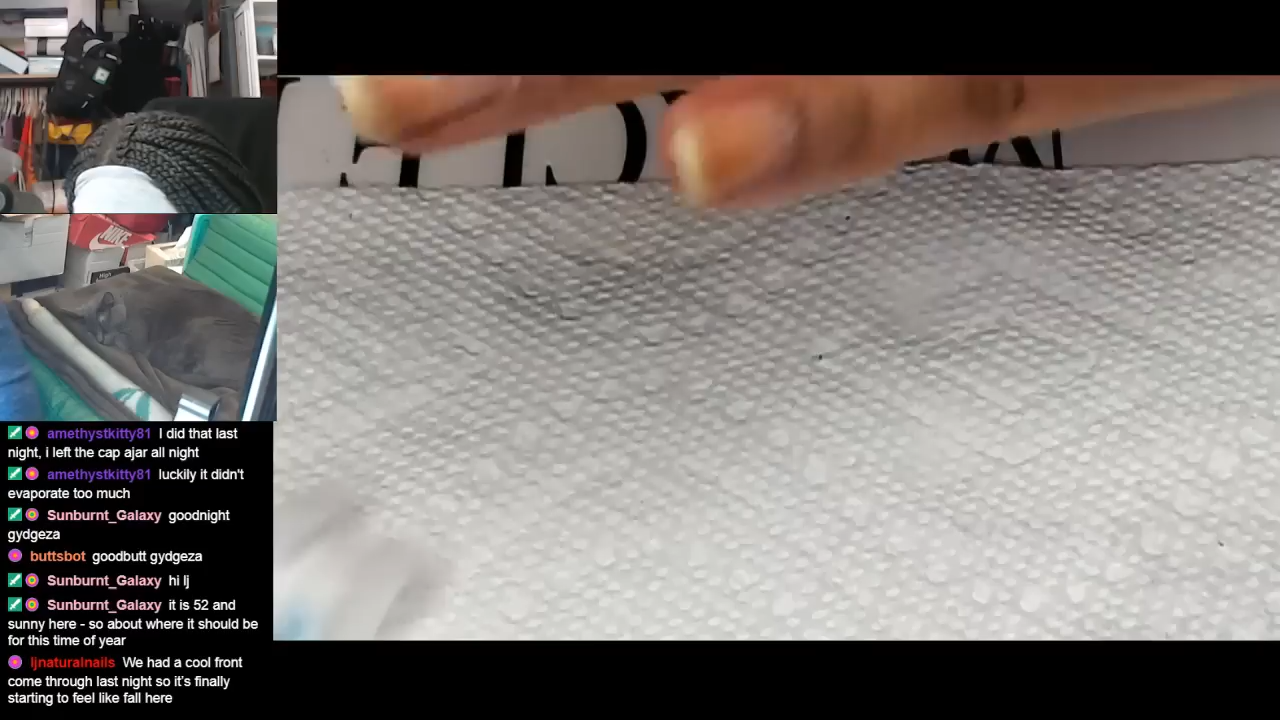 NIKE
High
amethystkitty81 I did that last
night, i left the cap ajar all night
amethystkitty81 luckily it didn't
evaporate too much
Sunburnt_Galaxy goodnight
gydgeza
buttsbot goodbutt gydgeza
Sunburnt_Galaxy hi lj
Sunburnt_Galaxy it is 52 and
sunny here - so about where it should be
for this time of year
ljnaturalnails We had a cool front
come through last night so it's finally
starting to feel like fall here